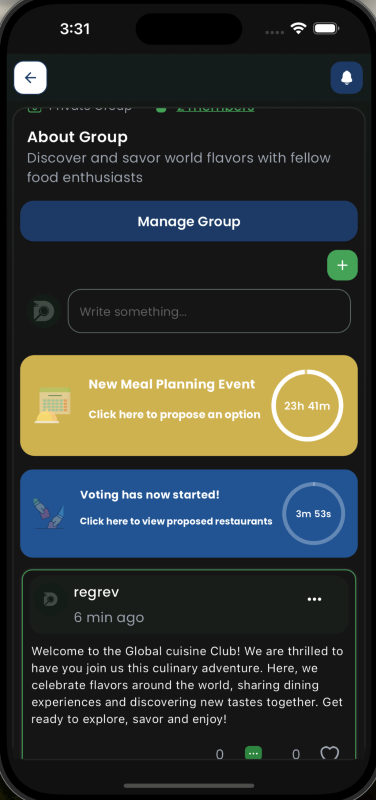 3:31
Private Group 2 members
About Group
Discover and savor world flavors with fellow
food enthusiasts
Manage Group
+
Write something...
New Meal Planning Event
Click here to propose an option
23h 41m
Voting has now started!
Click here to view proposed restaurants
3m 53s
regrev
6 min ago
Welcome to the Global cuisine Club! We are thrilled to
have you join us this culinary adventure. Here, we
celebrate flavors around the world, sharing dining
experiences and discovering new tastes together. Get
ready to explore, savor and enjoy!
0 0